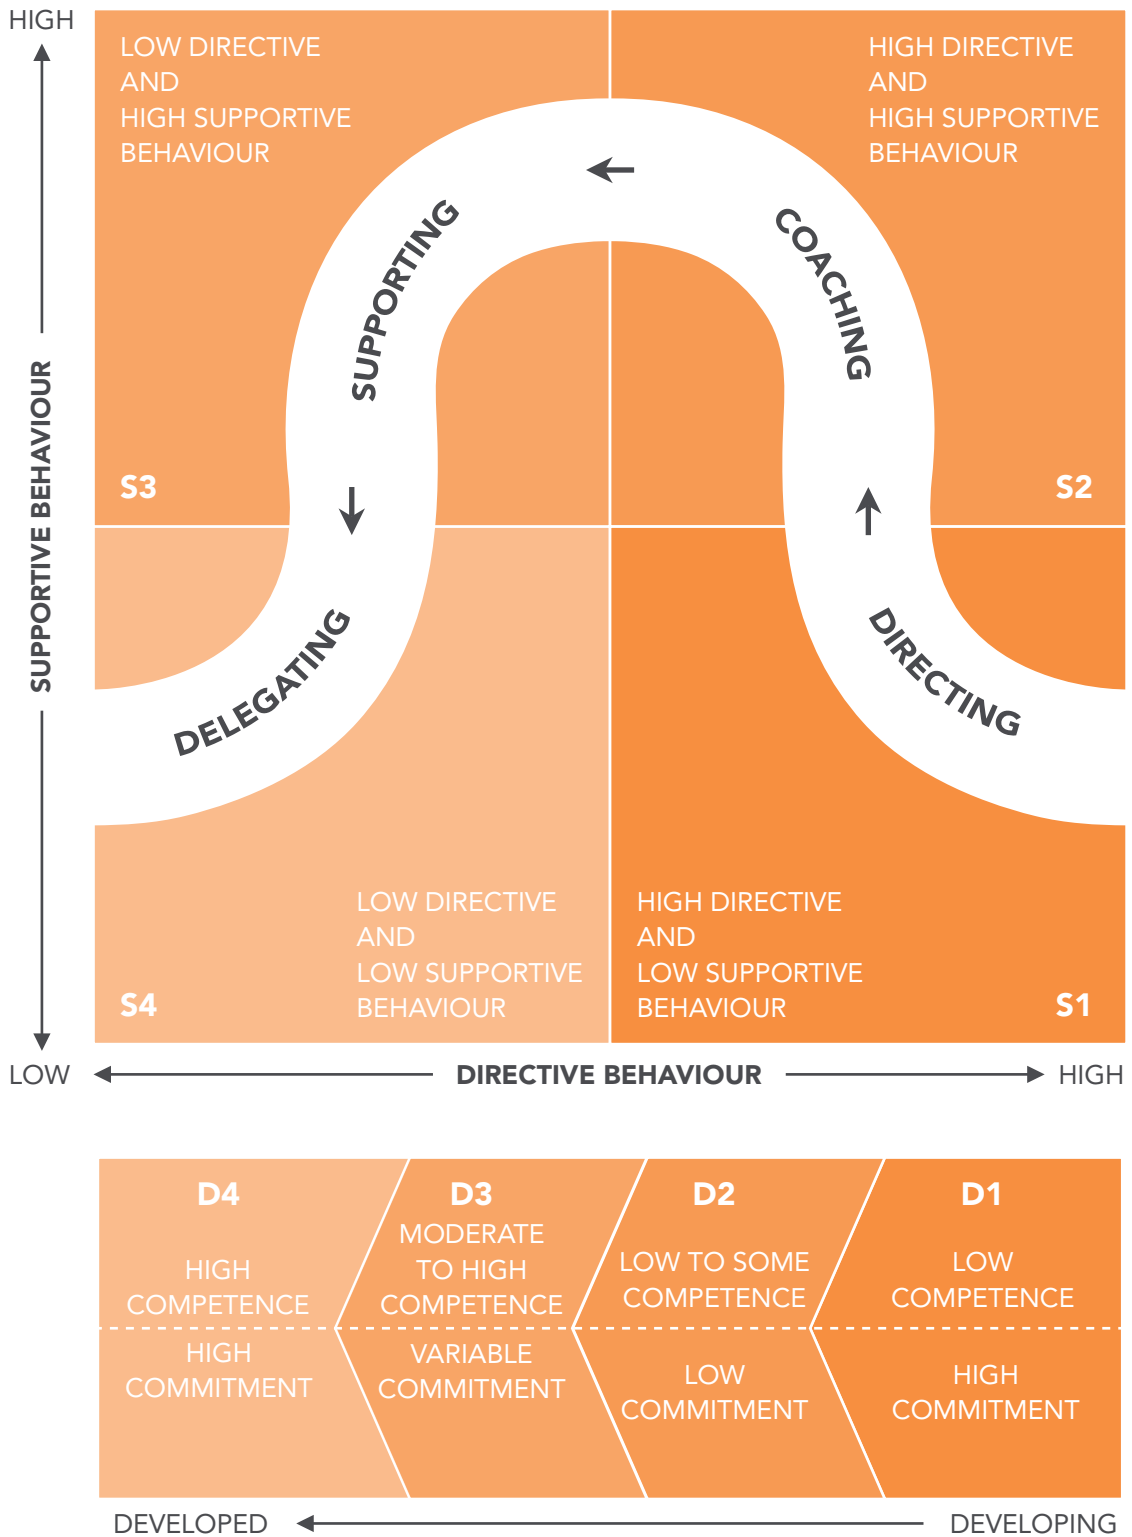 HIGH
LOW DIRECTIVE
AND
HIGH SUPPORTIVE
BEHAVIOUR
HIGH DIRECTIVE
AND
HIGH SUPPORTIVE
BEHAVIOUR
SUPPORTING
COACHING
SUPPORTIVE BEHAVIOUR
S3
S2
DELEGATING
DIRECTING
LOW DIRECTIVE
AND
LOW SUPPORTIVE
BEHAVIOUR
HIGH DIRECTIVE
AND
LOW SUPPORTIVE
BEHAVIOUR
S4
S1
LOW
DIRECTIVE BEHAVIOUR
HIGH
D4
HIGH
COMPETENCE
HIGH
COMMITMENT
D3
MODERATE
TO HIGH
COMPETENCE
VARIABLE
COMMITMENT
D2
LOW TO SOME
COMPETENCE
LOW
COMMITMENT
D1
LOW
COMPETENCE
HIGH
COMMITMENT
DEVELOPED
DEVELOPING